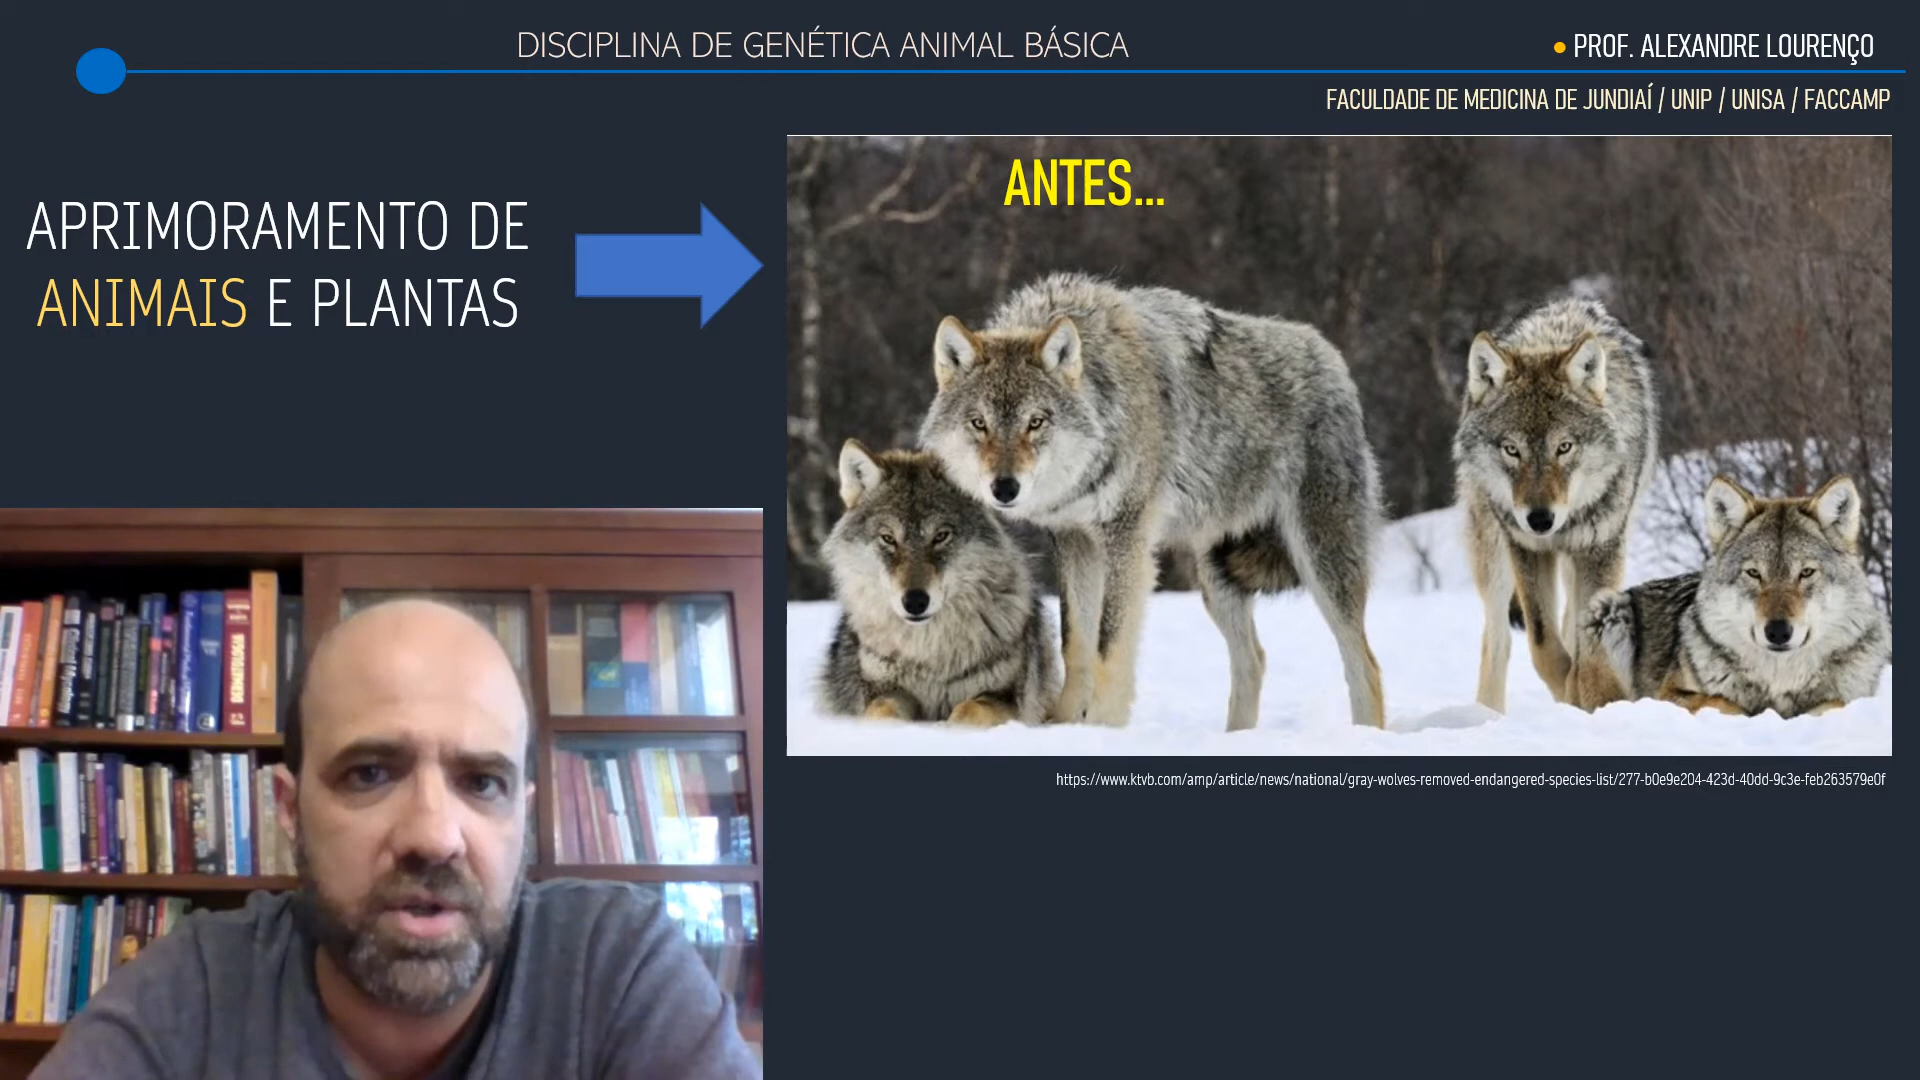 DISCIPLINA DE GENÉTICA ANIMAL BÁSICA
• PROF. ALEXANDRE LOURENÇO
FACULDADE DE MEDICINA DE JUNDIAÍ / UNIP / UNISA / FACCAMP
APRIMORAMENTO DE
ANIMAIS E PLANTAS
ANTES...
https://www.ktvb.com/amp/article/news/national/gray-wolves-removed-endangered-species-list/277-b0e9e204-423d-40dd-9c3e-feb263579e0f